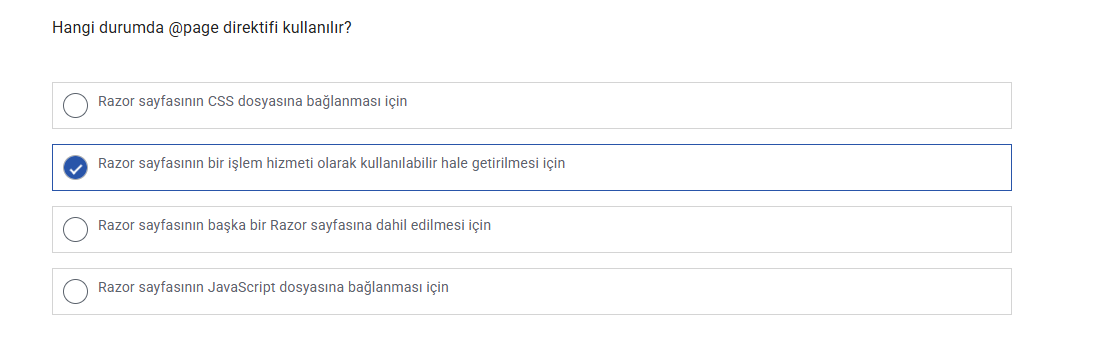 Hangi durumda @page direktifi kullanılır?
Razor sayfasının CSS dosyasına bağlanması için
Razor sayfasının bir işlem hizmeti olarak kullanılabilir hale getirilmesi için
Razor sayfasının başka bir Razor sayfasına dahil edilmesi için
Razor sayfasının JavaScript dosyasına bağlanması için